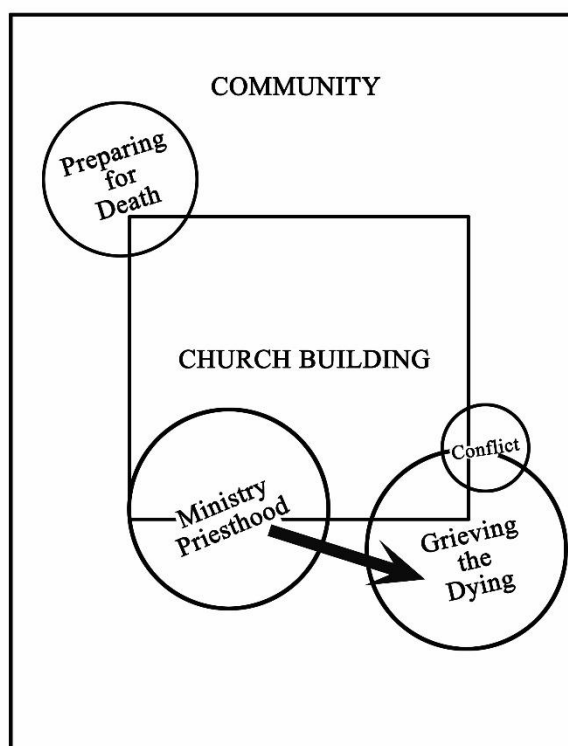 COMMUNITY
Preparing
for
Death
CHURCH BUILDING
Conflict
Ministry
Priesthood
Grieving
the
Dying